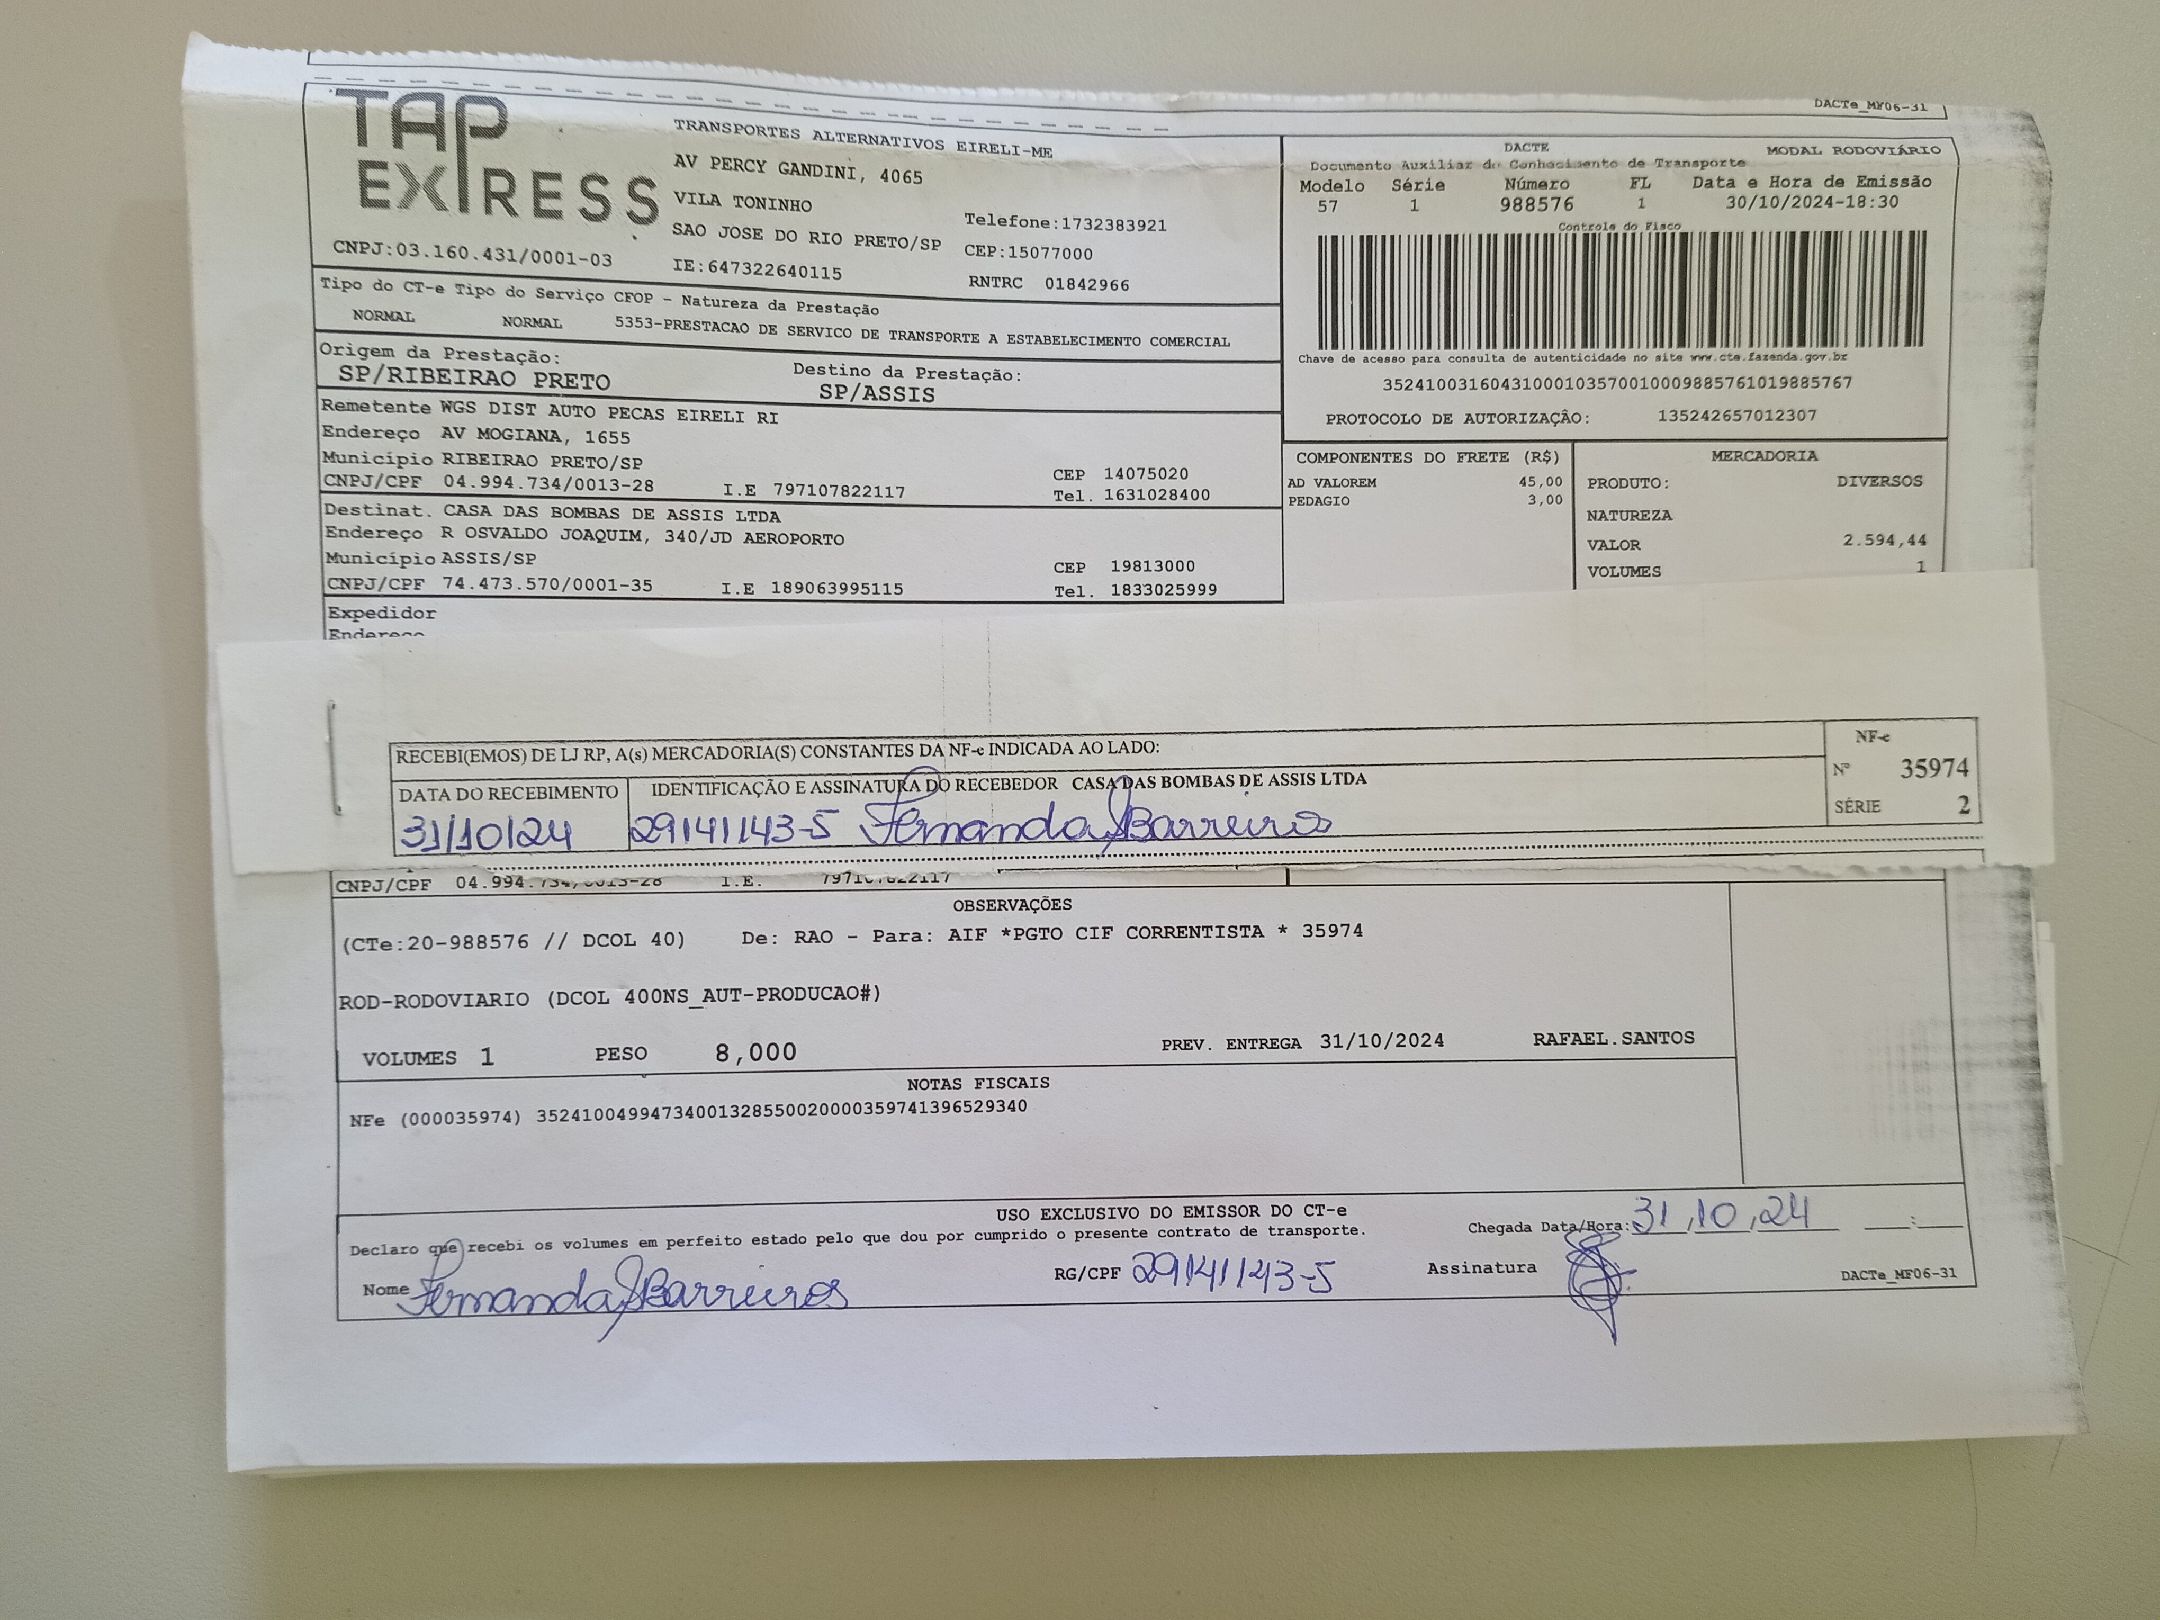 DACTe_MF06-31
TAP EXPRESS
CNPJ:03.160.431/0001-03
TRANSPORTES ALTERNATIVOS EIRELI-ME
AV PERCY GANDINI, 4065
VILA TONINHO
SAO JOSE DO RIO PRETO/SP
IE:647322640115
Telefone:1732383921
CEP:15077000
RNTRC 01842966
DACTE MODAL RODOVIÁRIO
Documento Auxiliar do Conhecimento de Transporte
Modelo Série Número FL Data e Hora de Emissão
57 1 988576 1 30/10/2024-18:30
Controle do Fisco
Chave de acesso para consulta de autenticidade no site www.cte.fazenda.gov.br
35241003160431000103570010009885761019885767
PROTOCOLO DE AUTORIZAÇÃO: 135242657012307
Tipo do CT-e Tipo do Serviço CFOP - Natureza da Prestação
NORMAL NORMAL 5353-PRESTACAO DE SERVICO DE TRANSPORTE A ESTABELECIMENTO COMERCIAL
Origem da Prestação: Destino da Prestação:
SP/RIBEIRAO PRETO SP/ASSIS
Remetente WGS DIST AUTO PECAS EIRELI RI
Endereço AV MOGIANA, 1655
Município RIBEIRAO PRETO/SP CEP 14075020
CNPJ/CPF 04.994.734/0013-28 I.E 797107822117 Tel. 1631028400
Destinat. CASA DAS BOMBAS DE ASSIS LTDA
Endereço R OSVALDO JOAQUIM, 340/JD AEROPORTO
Município ASSIS/SP CEP 19813000
CNPJ/CPF 74.473.570/0001-35 I.E 189063995115 Tel. 1833025999
Expedidor
Endereço
COMPONENTES DO FRETE (R$)
AD VALOREM 45,00
PEDAGIO 3,00
MERCADORIA
PRODUTO: DIVERSOS
NATUREZA
VALOR 2.594,44
VOLUMES 1
RECEBI(EMOS) DE LJ RP, A(s) MERCADORIA(S) CONSTANTES DA NF-e INDICADA AO LADO:
DATA DO RECEBIMENTO IDENTIFICAÇÃO E ASSINATURA DO RECEBEDOR CASA DAS BOMBAS DE ASSIS LTDA
31/10/24 29141143-5 Fernanda Barreiros
NF-e
Nº 35974
SÉRIE 2
CNPJ/CPF 04.994.734/0013-28 I.E. 797107822117
OBSERVAÇÕES
(CTe:20-988576 // DCOL 40) De: RAO - Para: AIF *PGTO CIF CORRENTISTA * 35974
ROD-RODOVIARIO (DCOL 400NS_AUT-PRODUCAO#)
VOLUMES 1 PESO 8,000 PREV. ENTREGA 31/10/2024 RAFAEL.SANTOS
NOTAS FISCAIS
NFe (000035974) 35241004994734001328550020000359741396529340
USO EXCLUSIVO DO EMISSOR DO CT-e
Declaro que recebi os volumes em perfeito estado pelo que dou por cumprido o presente contrato de transporte. Chegada Data/Hora: 31,10,24 __:__
Nome Fernanda Barreiros RG/CPF 29141143-5 Assinatura DACTe_MF06-31